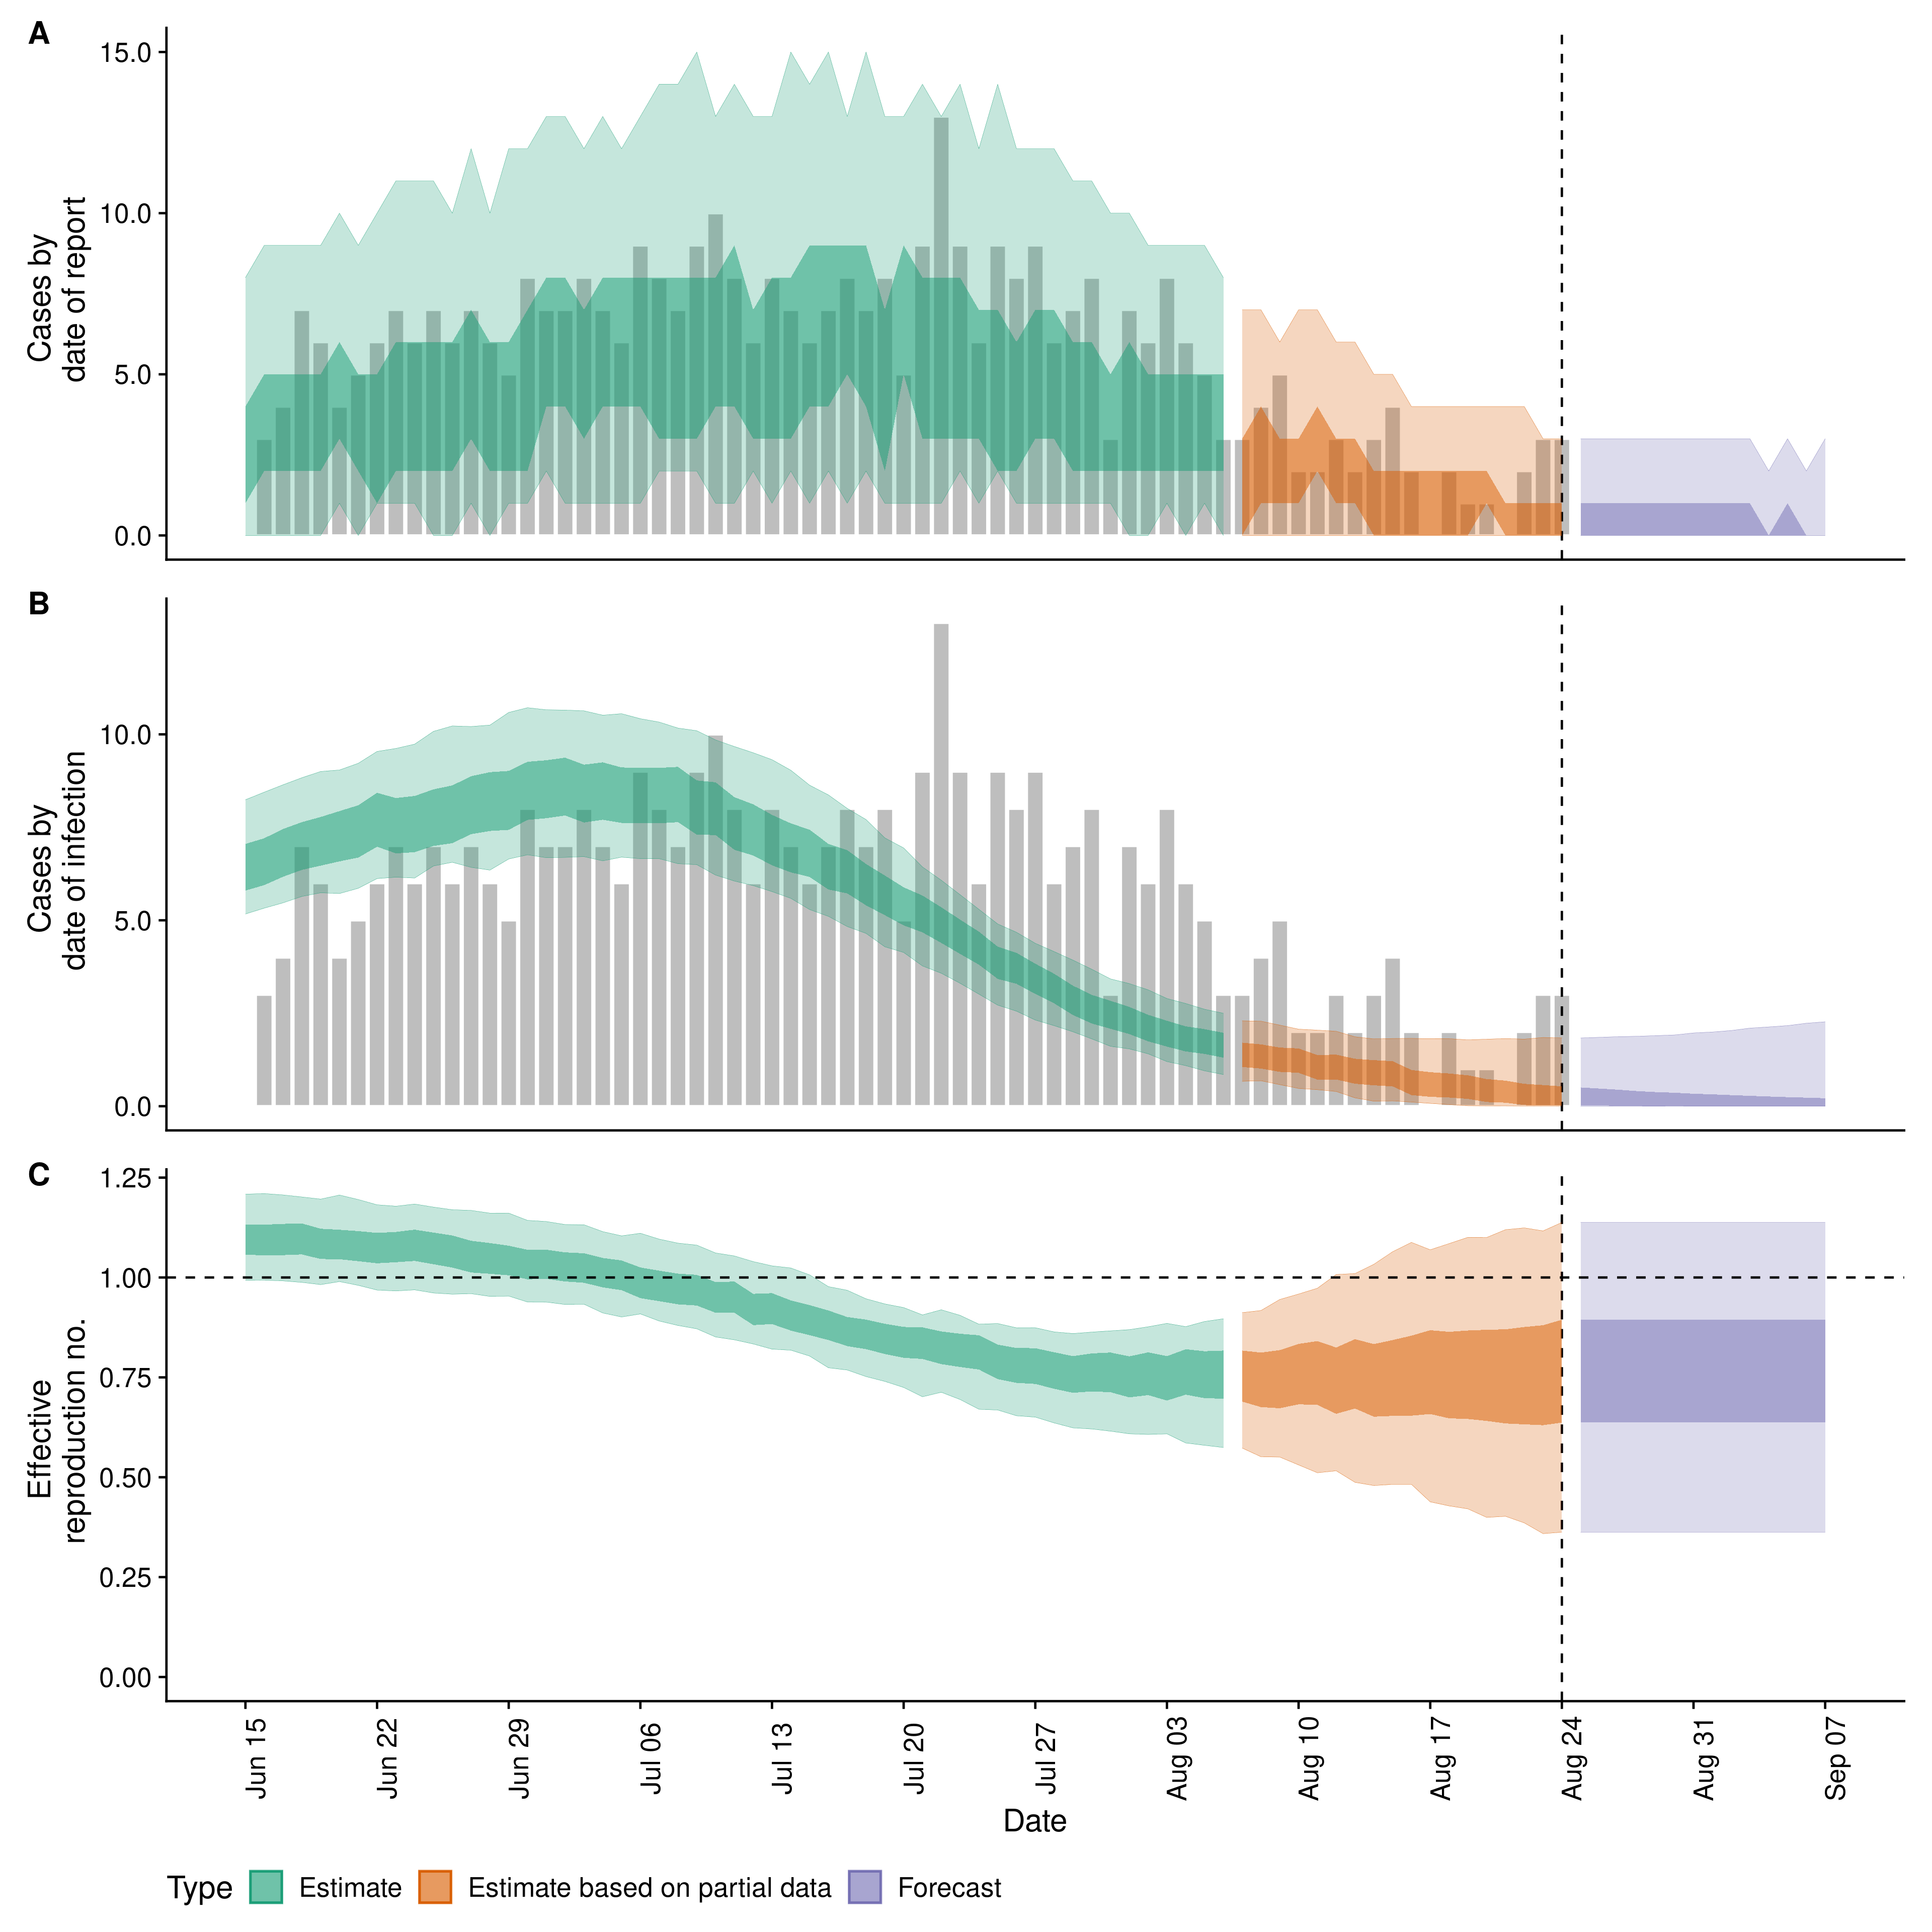 A
15.0
10.0
5.0
0.0
Cases by
date of report
B
10.0
5.0
0.0
Cases by
date of infection
C
1.25
1.00
0.75
0.50
0.25
0.00
Effective
reproduction no.
Jun 15
Jun 22
Jun 29
Jul 06
Jul 13
Jul 20
Jul 27
Aug 03
Aug 10
Aug 17
Aug 24
Aug 31
Sep 07
Date
Type Estimate Estimate based on partial data Forecast